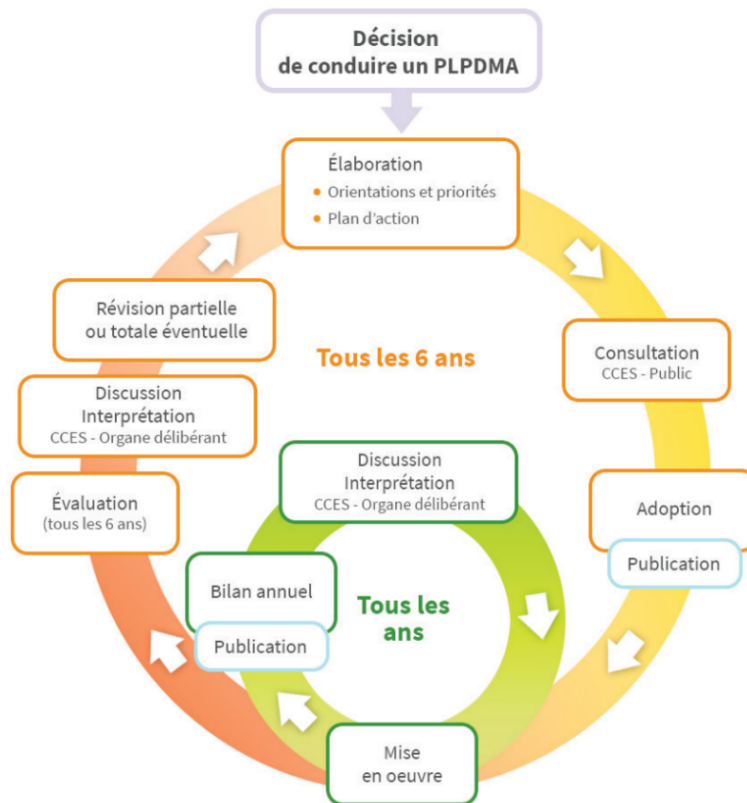 Décision
de conduire un PLPDMA
Élaboration
• Orientations et priorités
• Plan d'action
Révision partielle
ou totale éventuelle
Tous les 6 ans
Consultation
CCES - Public
Discussion
Interprétation
CCES - Organe délibérant
Discussion
Interprétation
CCES - Organe délibérant
Évaluation
(tous les 6 ans)
Adoption
Publication
Bilan annuel
Publication
Tous les
ans
Mise
en oeuvre